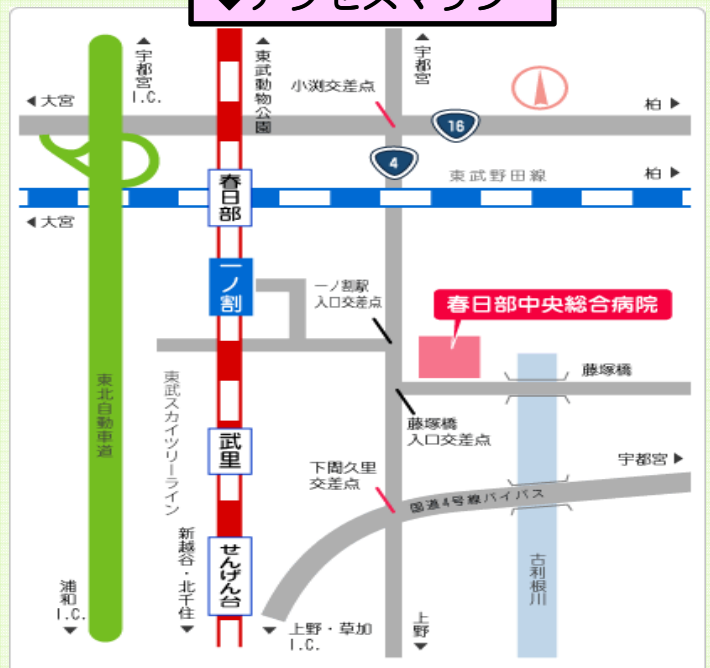 ◆アクセスマップ
▲宇都宮I.C.
▲東武動物公園
▲宇都宮
小渕交差点
◀大宮
16
柏▶
4
東武野田線
柏▶
春日部
◀大宮
一ノ割
一ノ割駅
入口交差点
春日部中央総合病院
藤塚橋
東北自動車道
東武スカイツリーライン
藤塚橋
入口交差点
武里
下間久里
交差点
宇都宮▶
国道4号線バイパス
新越谷・北千住▼
せんげん台
古利根川
浦和I.C.▼
▼上野・草加
I.C.
上野▼